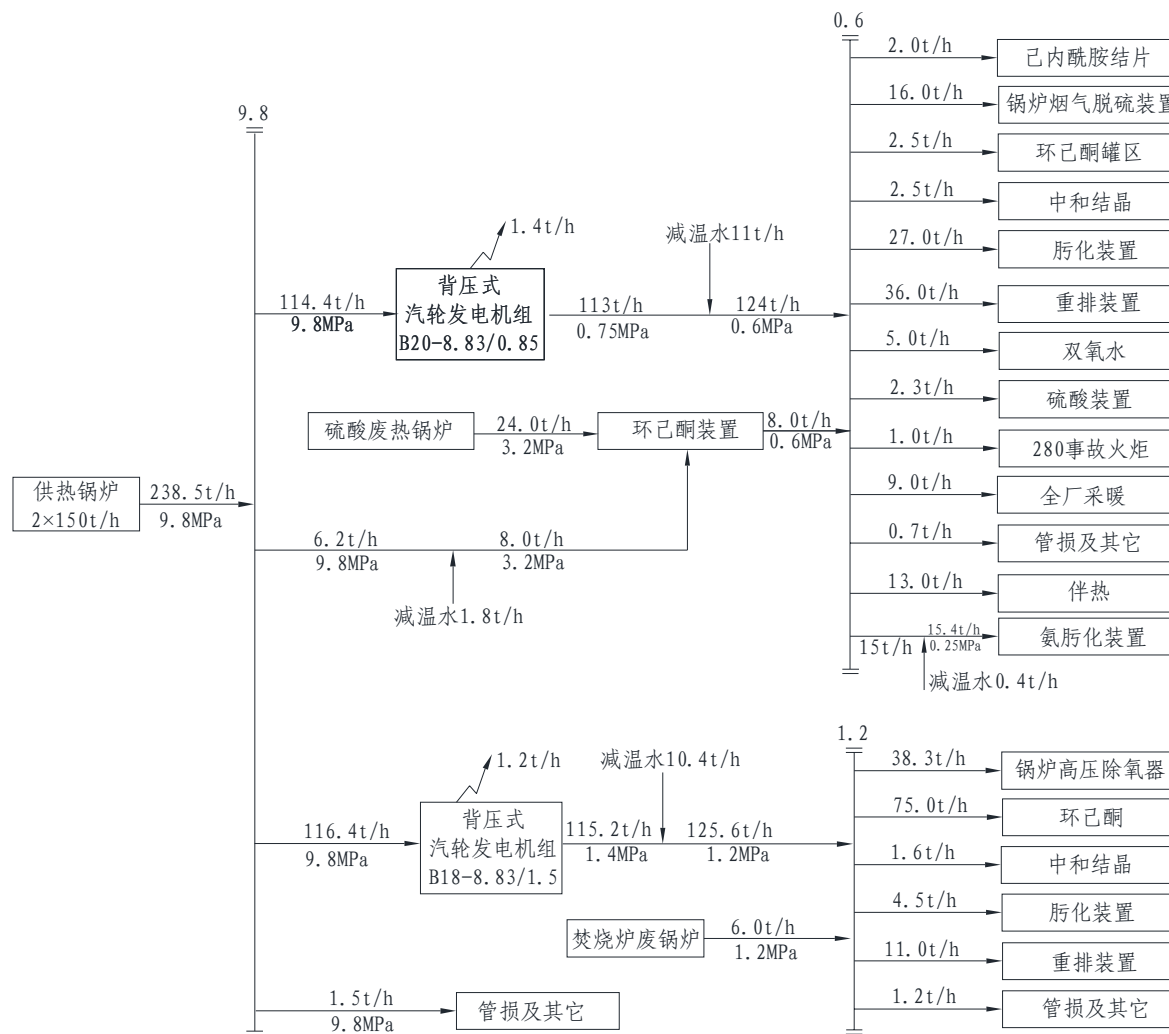 0.6
2.0t/h
己内酰胺结片
16.0t/h
锅炉烟气脱硫装置
9.8
2.5t/h
环己酮罐区
2.5t/h
中和结晶
1.4t/h
减温水11t/h
27.0t/h
肟化装置
114.4t/h
9.8MPa
背压式
汽轮发电机组
B20-8.83/0.85
113t/h
0.75MPa
124t/h
0.6MPa
36.0t/h
重排装置
5.0t/h
双氧水
2.3t/h
硫酸装置
硫酸废热锅炉
24.0t/h
3.2MPa
环己酮装置
8.0t/h
0.6MPa
1.0t/h
280事故火炬
供热锅炉
2×150t/h
238.5t/h
9.8MPa
9.0t/h
全厂采暖
6.2t/h
9.8MPa
8.0t/h
3.2MPa
减温水1.8t/h
0.7t/h
管损及其它
13.0t/h
伴热
15t/h
15.4t/h
0.25MPa
氨肟化装置
减温水0.4t/h
1.2
1.2t/h
减温水10.4t/h
38.3t/h
锅炉高压除氧器
116.4t/h
9.8MPa
背压式
汽轮发电机组
B18-8.83/1.5
115.2t/h
1.4MPa
125.6t/h
1.2MPa
75.0t/h
环己酮
1.6t/h
中和结晶
4.5t/h
肟化装置
焚烧炉废锅炉
6.0t/h
1.2MPa
11.0t/h
重排装置
1.5t/h
9.8MPa
管损及其它
1.2t/h
管损及其它